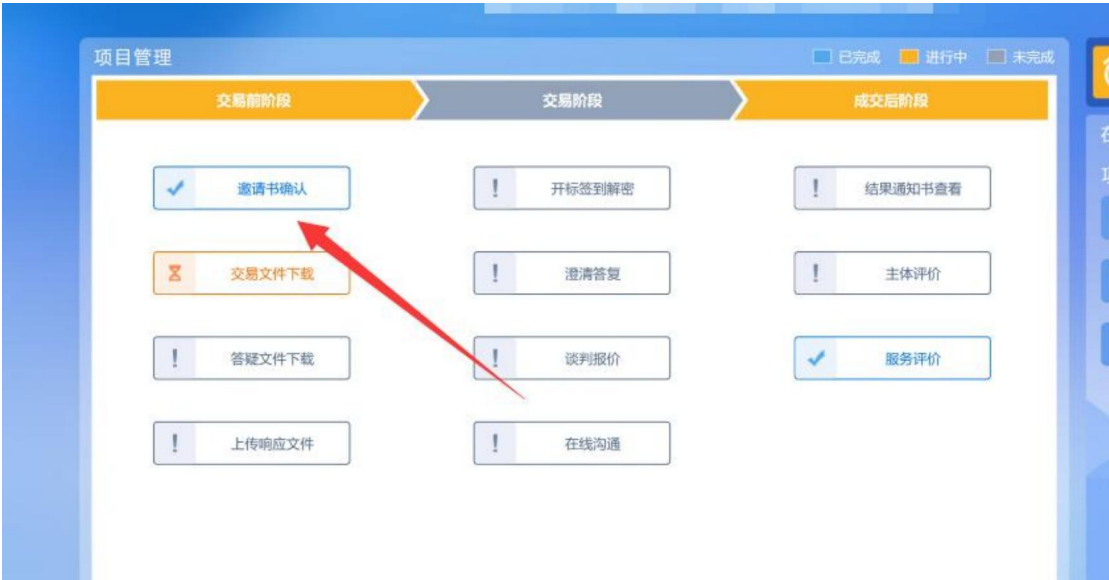 项目管理
已完成 进行中 未完成
交易前阶段 交易阶段 成交后阶段
邀请书确认 开标签到解密 结果通知书查看
交易文件下载 澄清答复 主体评价
答疑文件下载 谈判报价 服务评价
上传响应文件 在线沟通